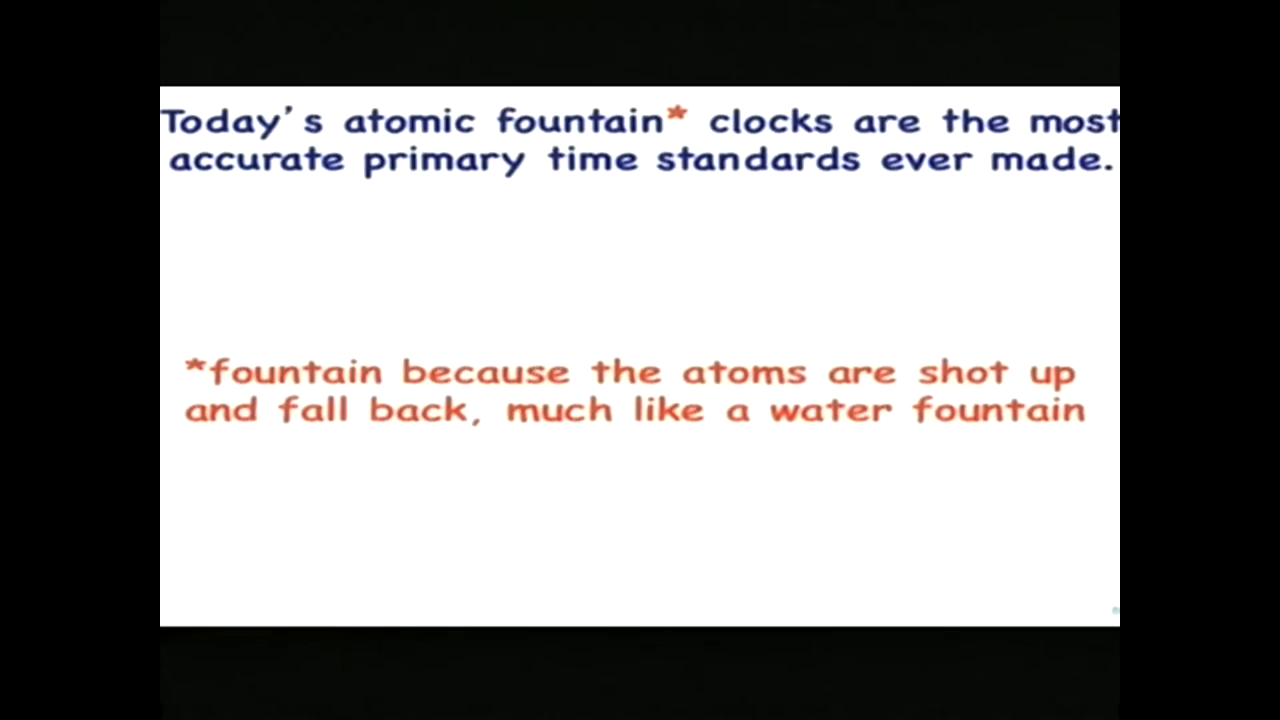 Today's atomic fountain* clocks are the most
accurate primary time standards ever made.
*fountain because the atoms are shot up
and fall back, much like a water fountain